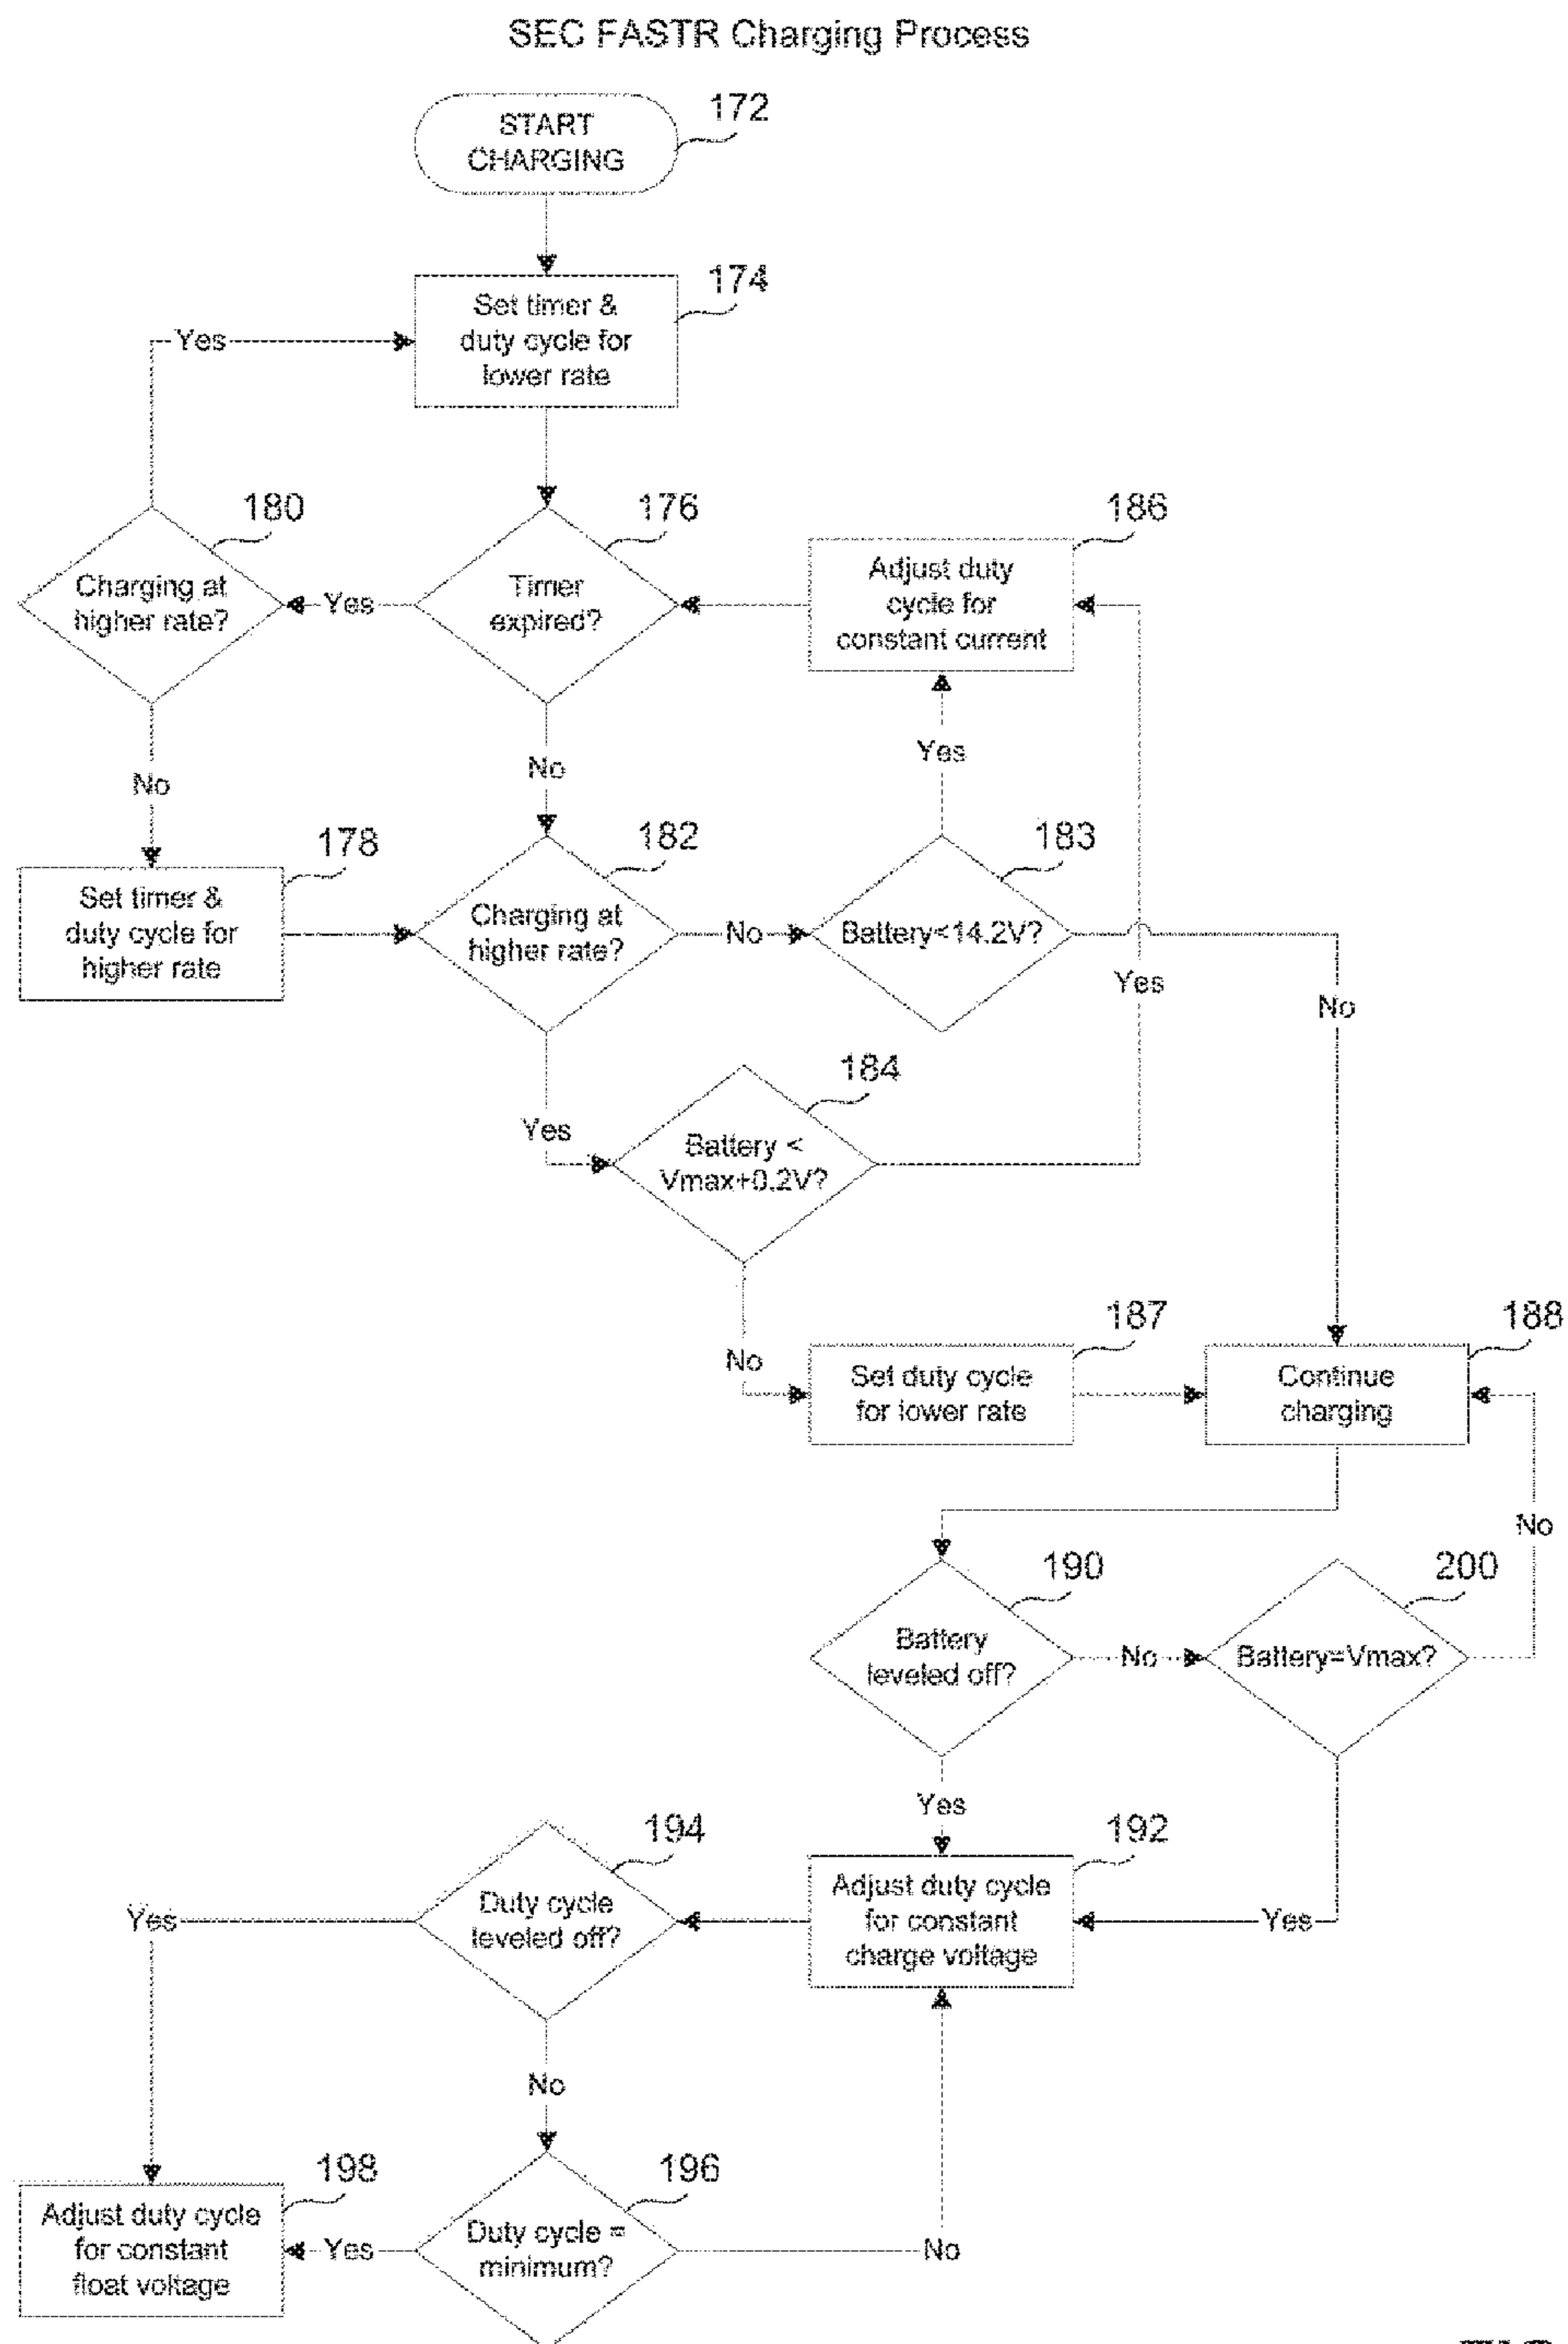 SEC FASTR Charging Process
172
START
CHARGING
174
Set timer &
duty cycle for
lower rate
Yes
180
176
186
Charging at
higher rate?
Yes
Timer
expired?
Adjust duty
cycle for
constant current
Yes
No
No
178
182
183
Set timer &
duty cycle for
higher rate
Charging at
higher rate?
No
Battery<14.2V?
Yes
No
184
Yes
Battery <
Vmax+0.2V?
187
188
No
Set duty cycle
for lower rate
Continue
charging
No
190
200
Battery
leveled off?
No
Battery=Vmax?
Yes
194
192
Yes
Duty cycle
leveled off?
Adjust duty cycle
for constant
charge voltage
Yes
No
198
196
Adjust duty cycle
for constant
float voltage
Yes
Duty cycle =
minimum?
No